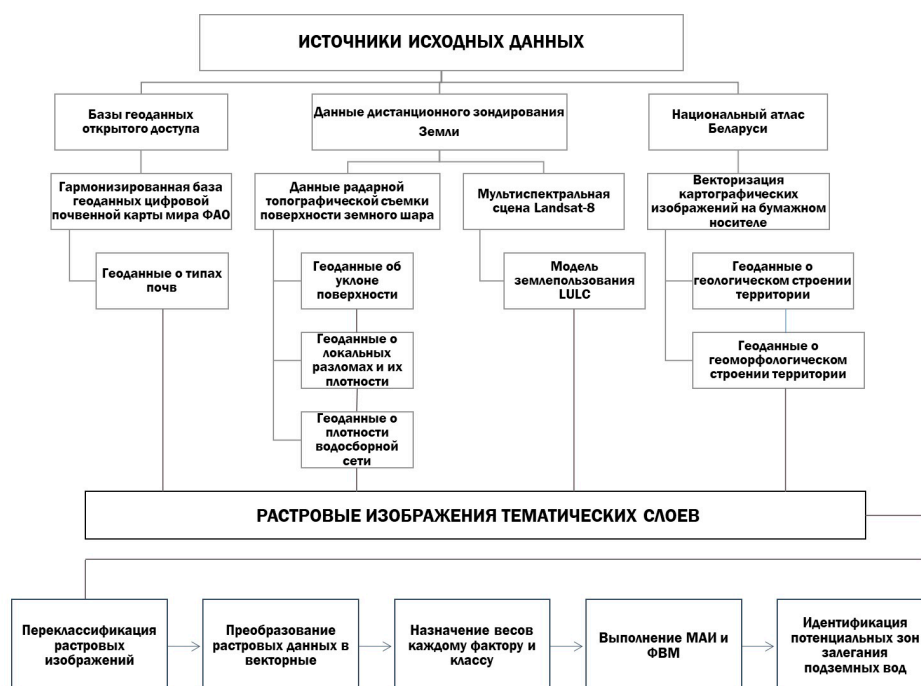 ИСТОЧНИКИ ИСХОДНЫХ ДАННЫХ
Базы геоданных
открытого доступа
Данные дистанционного зондирования
Земли
Национальный атлас
Беларуси
Гармонизированная база
геоданных цифровой
почвенной карты мира ФАО
Данные радарной
топографической съемки
поверхности земного шара
Мультиспектральная
сцена Landsat-8
Векторизация
картографических
изображений на бумажном
носителе
Геоданные о типах
почв
Геоданные об
уклоне
поверхности
Модель
землепользования
LULC
Геоданные о
геологическом строении
территории
Геоданные о
локальных
разломах и их
плотности
Геоданные о
геоморфологическом
строении территории
Геоданные о
плотности
водосборной
сети
РАСТРОВЫЕ ИЗОБРАЖЕНИЯ ТЕМАТИЧЕСКИХ СЛОЕВ
Переклассификация
растровых
изображений
Преобразование
растровых данных в
векторные
Назначение весов
каждому фактору и
классу
Выполнение МАИ и
ФВМ
Идентификация
потенциальных зон
залегания
подземных вод